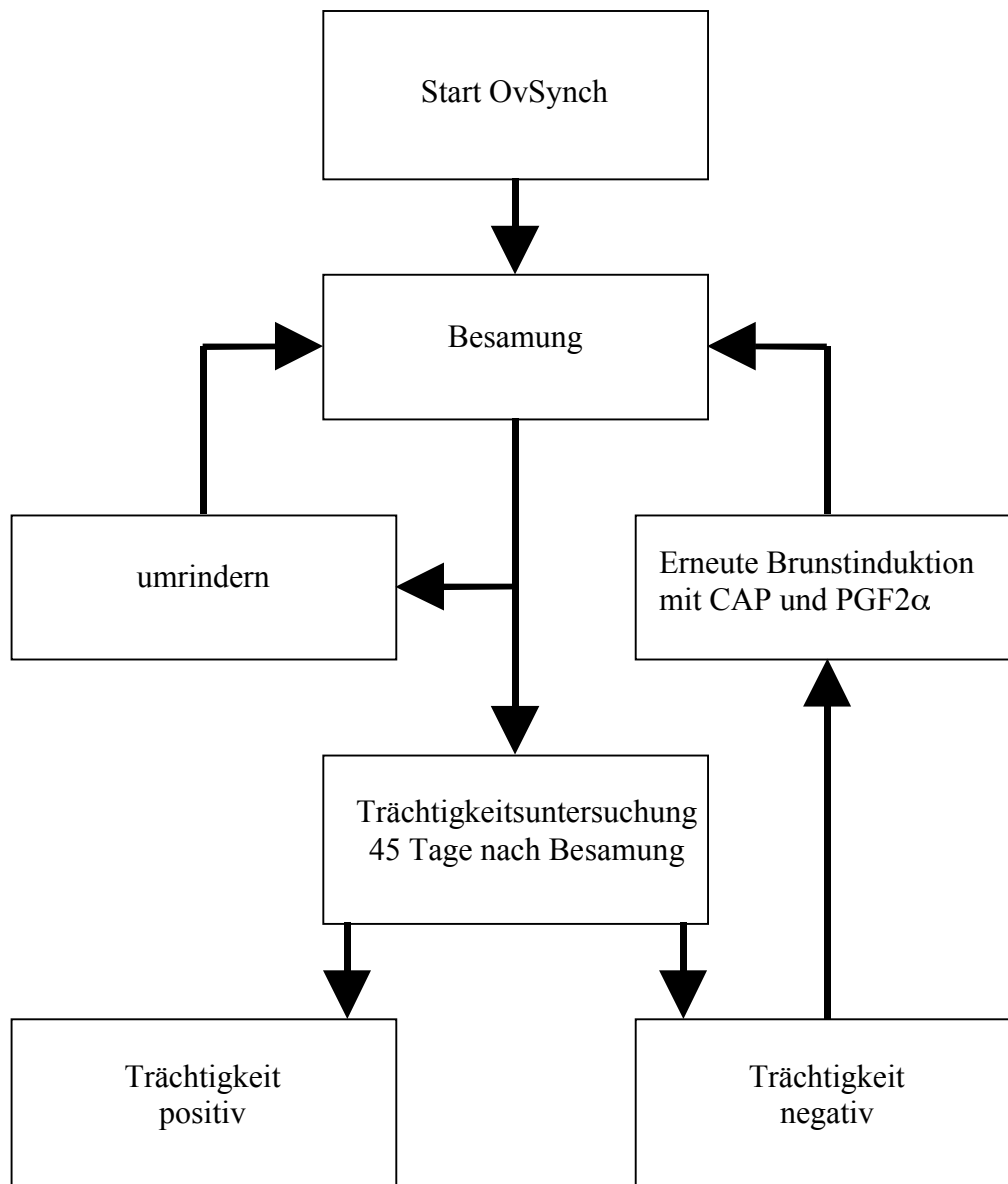 Start OvSynch
Besamung
umrindern
Erneute Brunstinduktion
mit CAP und PGF2α
Trächtigkeitsuntersuchung
45 Tage nach Besamung
Trächtigkeit
positiv
Trächtigkeit
negativ